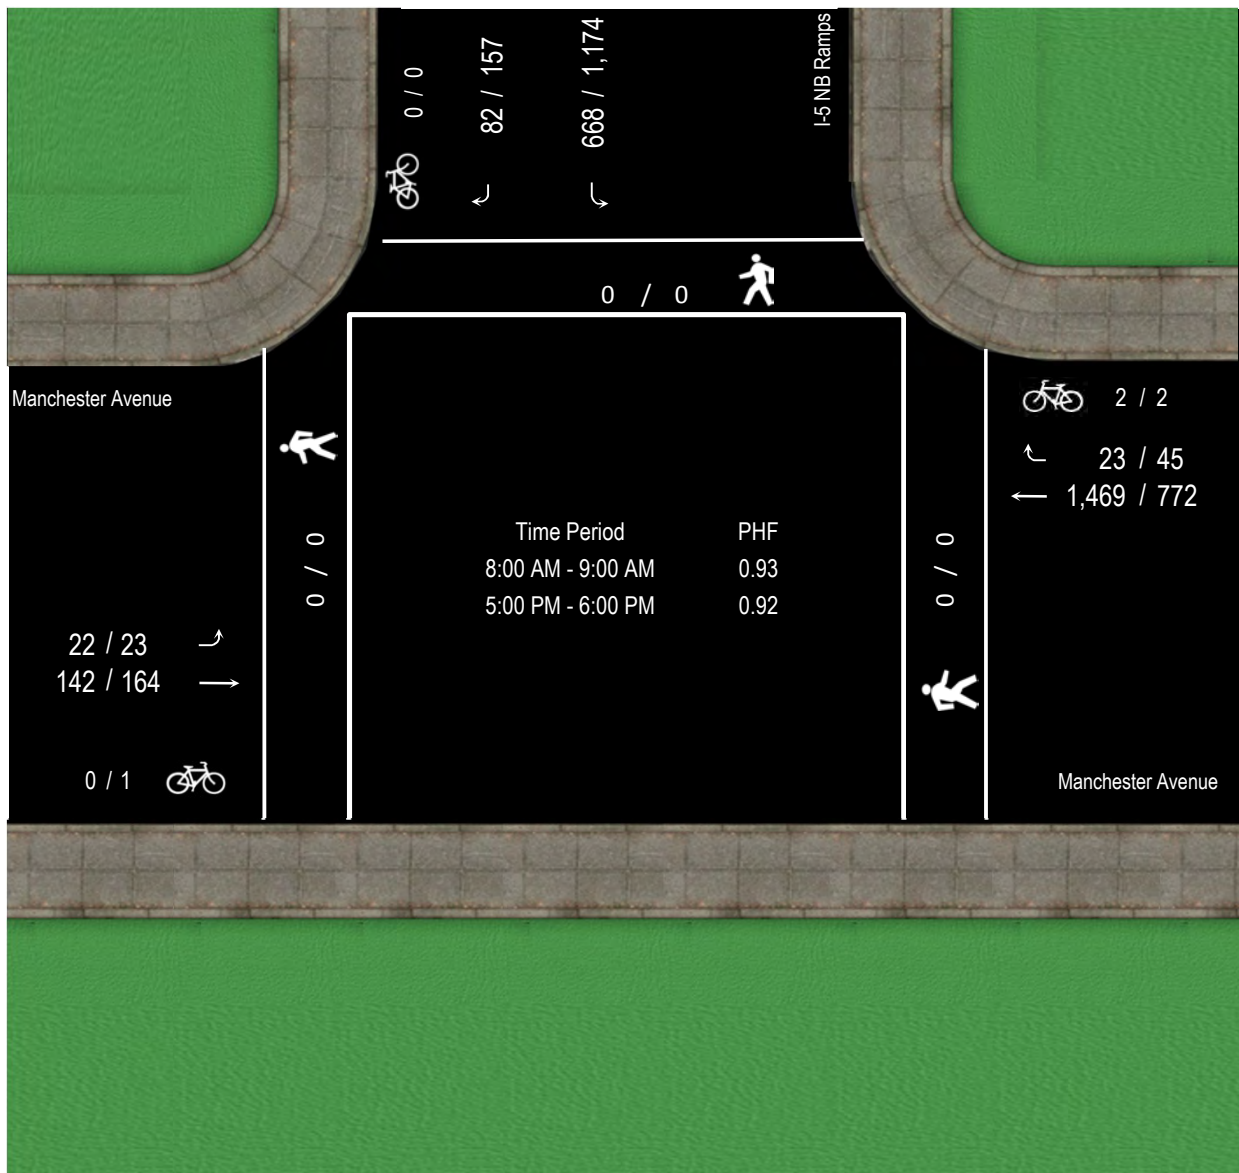 0 / 0
82 / 157
668 / 1,174
I-5 NB Ramps
0 / 0
Manchester Avenue
2 / 2
23 / 45
1,469 / 772
0 / 0
Time Period PHF
8:00 AM - 9:00 AM 0.93
5:00 PM - 6:00 PM 0.92
0 / 0
22 / 23
142 / 164
0 / 1
Manchester Avenue